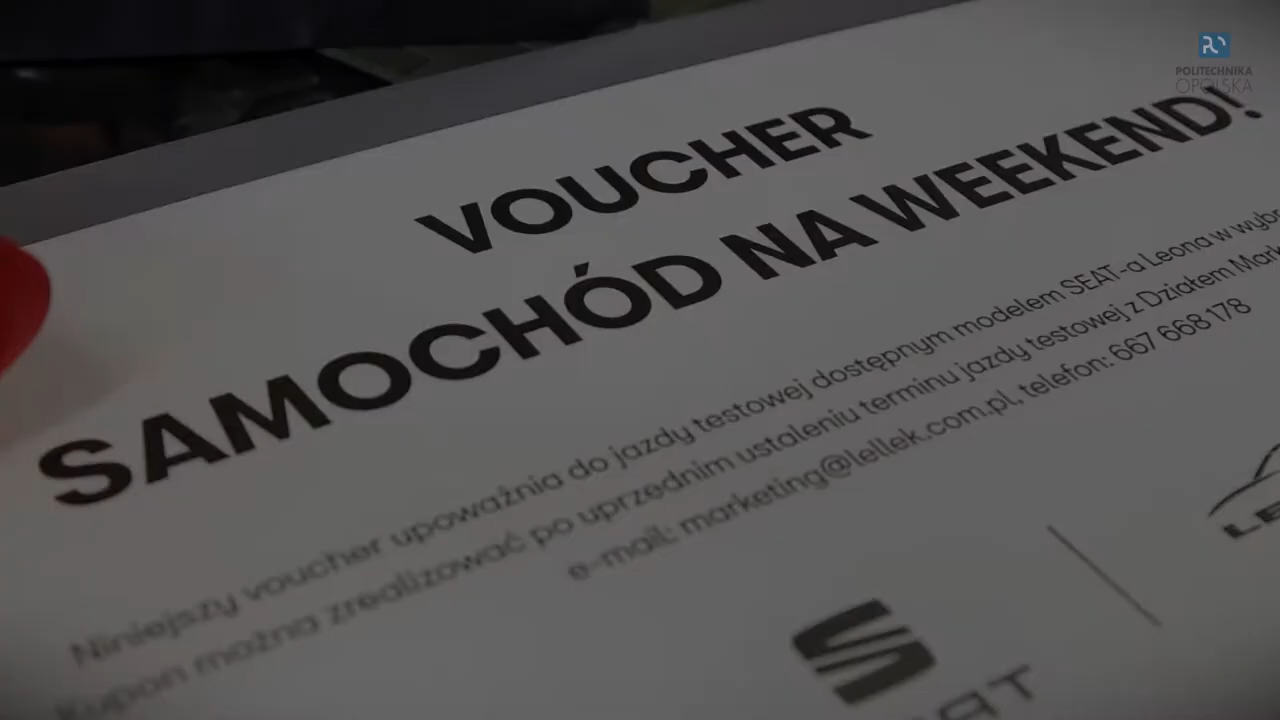 POLITECHNIKA
OPOLSKA
VOUCHER
SAMOCHÓD NA WEEKEND!
Niniejszy voucher upoważnia do jazdy testowej dostępnym modelem SEAT-a Leona w
Kupon można zrealizować po uprzednim ustaleniu terminu jazdy testowej z Działem
e-mail: marketing@lellek.com.pl, telefon: 667 668 178